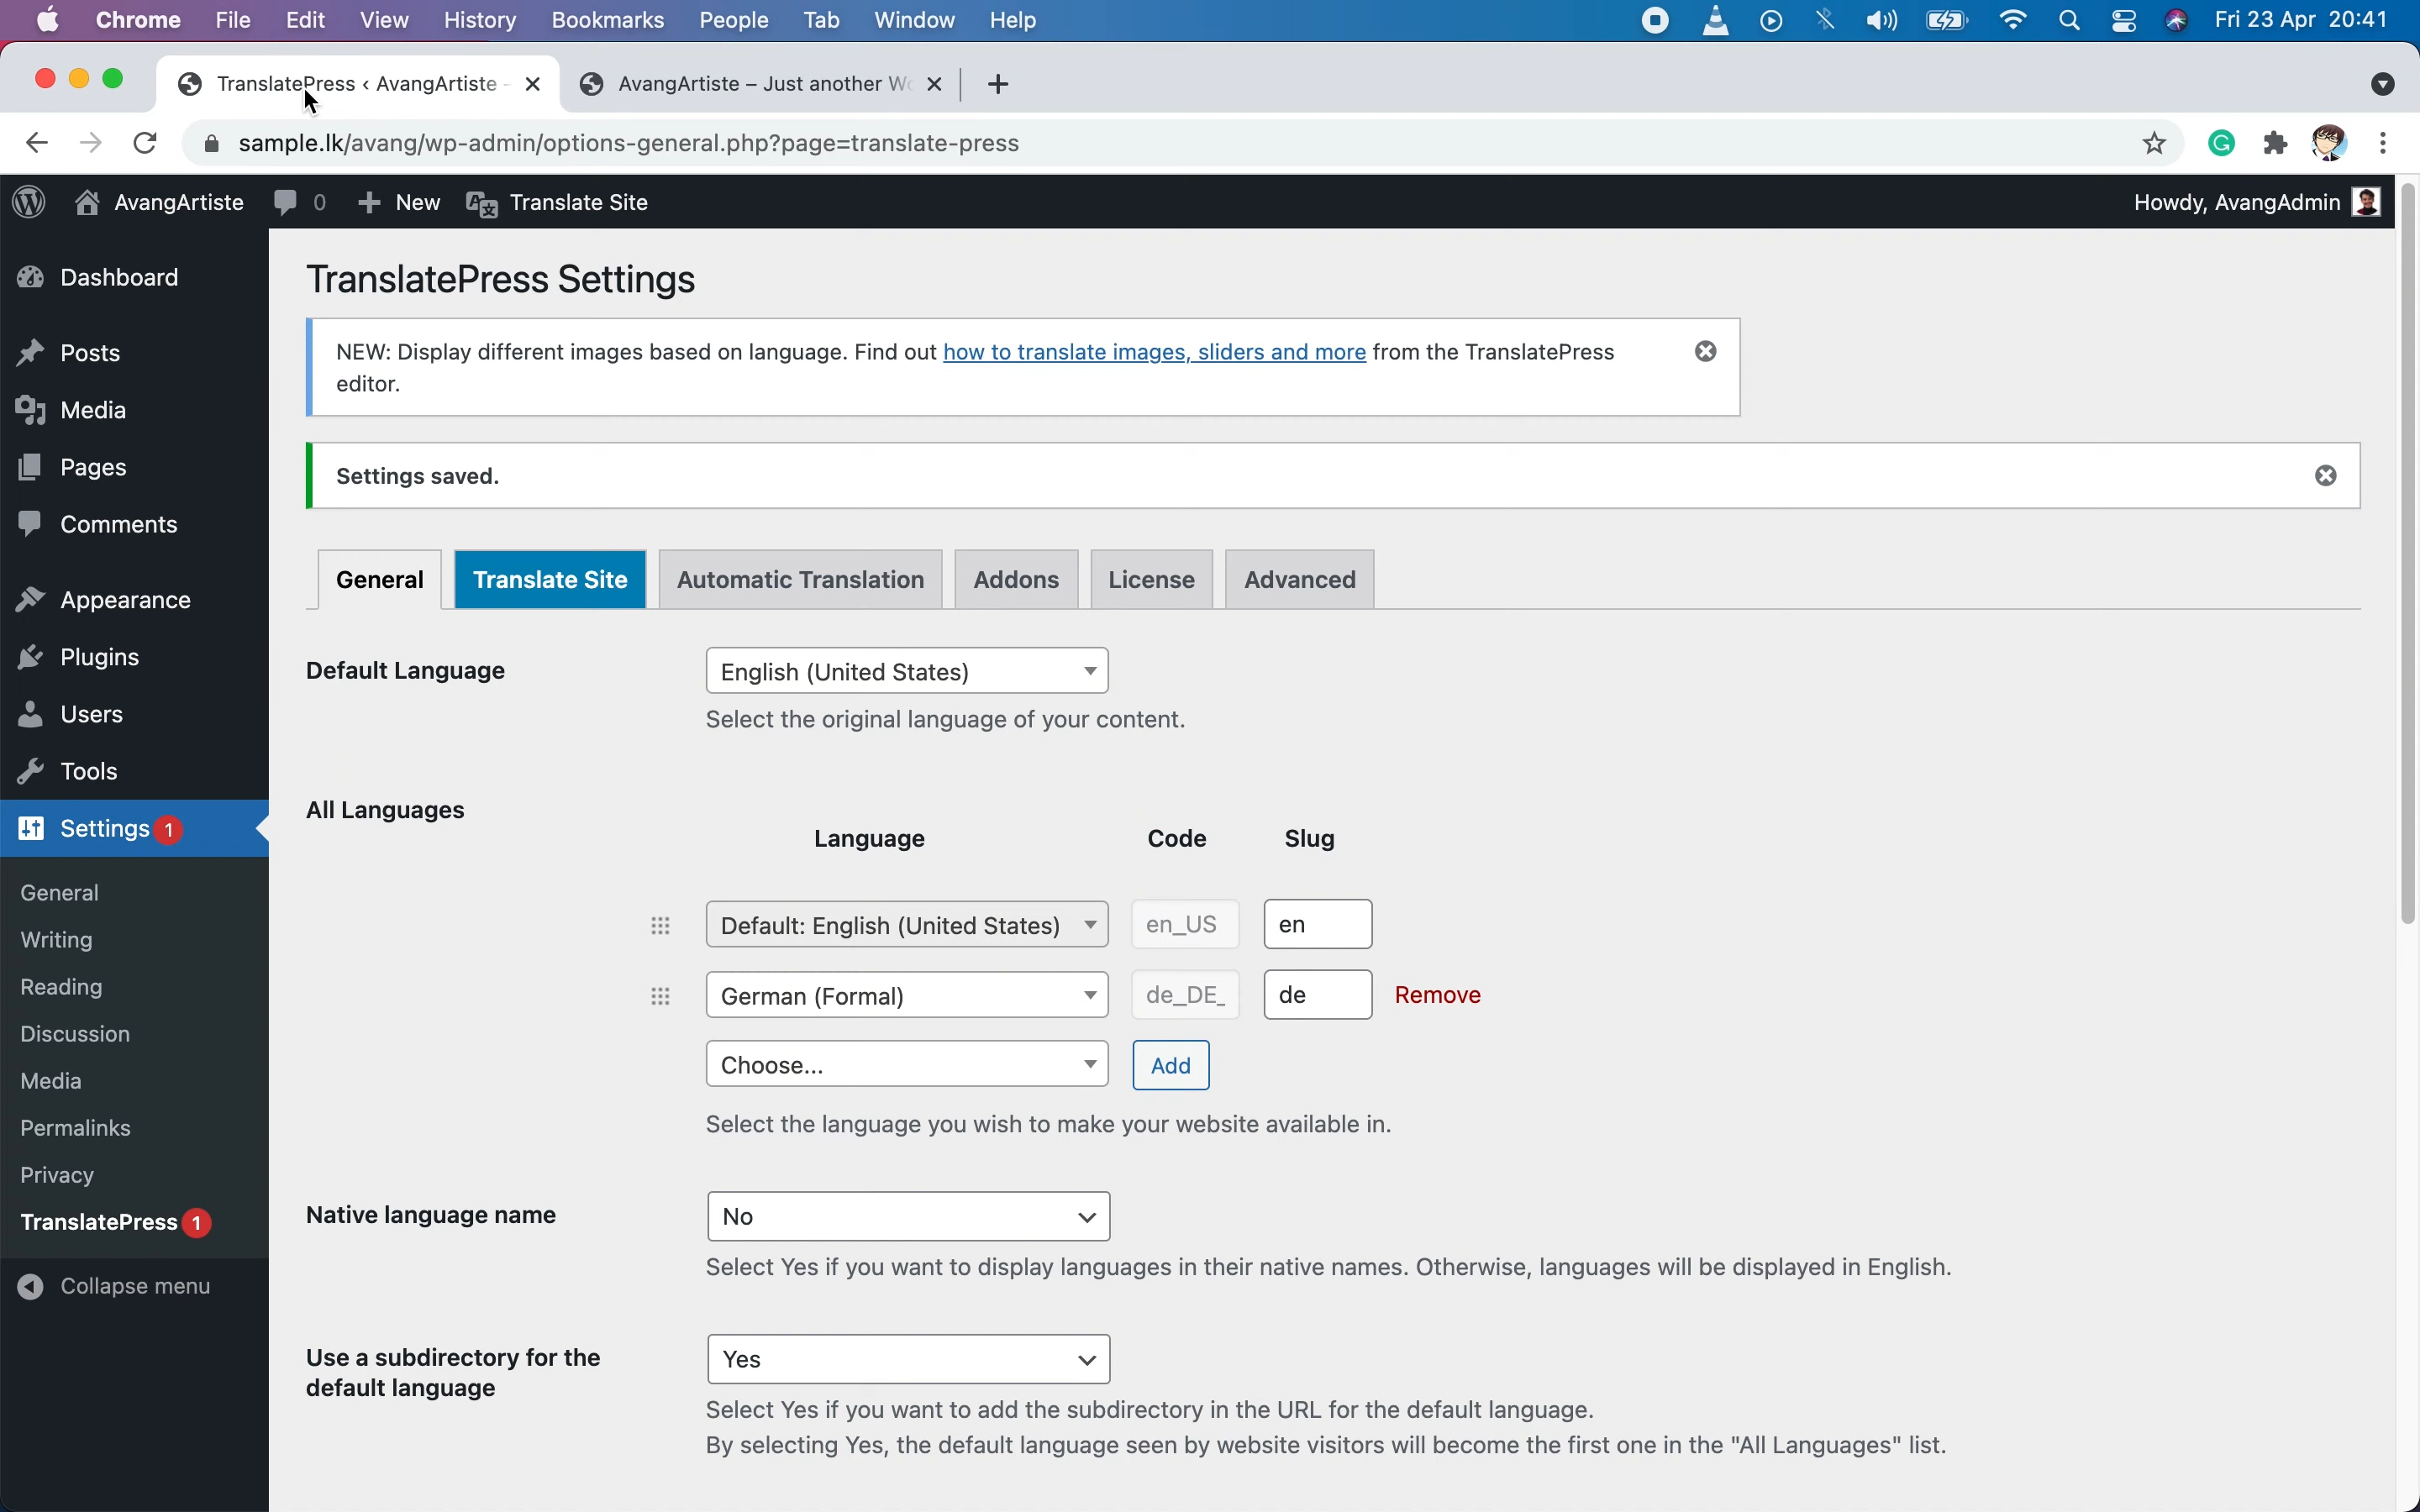 Chrome File Edit View History Bookmarks People Tab Window Help Fri 23 Apr 20:41
TranslatePress ‹ AvangArtiste - AvangArtiste – Just another Wo
sample.lk/avang/wp-admin/options-general.php?page=translate-press
AvangArtiste 0 New Translate Site Howdy, AvangAdmin
Dashboard
Posts
Media
Pages
Comments
Appearance
Plugins
Users
Tools
Settings 1
General
Writing
Reading
Discussion
Media
Permalinks
Privacy
TranslatePress 1
Collapse menu
TranslatePress Settings
NEW: Display different images based on language. Find out how to translate images, sliders and more from the TranslatePress
editor.
Settings saved.
General Translate Site Automatic Translation Addons License Advanced
Default Language English (United States)
Select the original language of your content.
All Languages
Language Code Slug
Default: English (United States) en_US en
German (Formal) de_DE_ de Remove
Choose... Add
Select the language you wish to make your website available in.
Native language name No
Select Yes if you want to display languages in their native names. Otherwise, languages will be displayed in English.
Use a subdirectory for the
default language
Yes
Select Yes if you want to add the subdirectory in the URL for the default language.
By selecting Yes, the default language seen by website visitors will become the first one in the "All Languages" list.